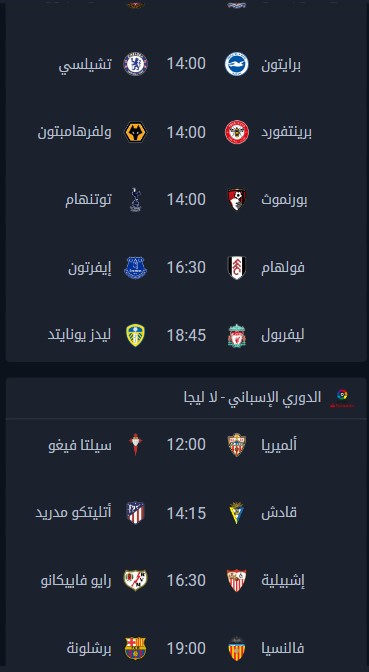 برايتون 14:00 تشيلسي
برينتفورد 14:00 ولفرهامبتون
بورنموث 14:00 توتنهام
فولهام 16:30 إيفرتون
ليفربول 18:45 ليدز يونايتد
الدوري الإسباني - لا ليجا
ألميريا 12:00 سيلتا فيغو
قادش 14:15 أتليتكو مدريد
إشبيلية 16:30 رايو فاييكانو
فالنسيا 19:00 برشلونة